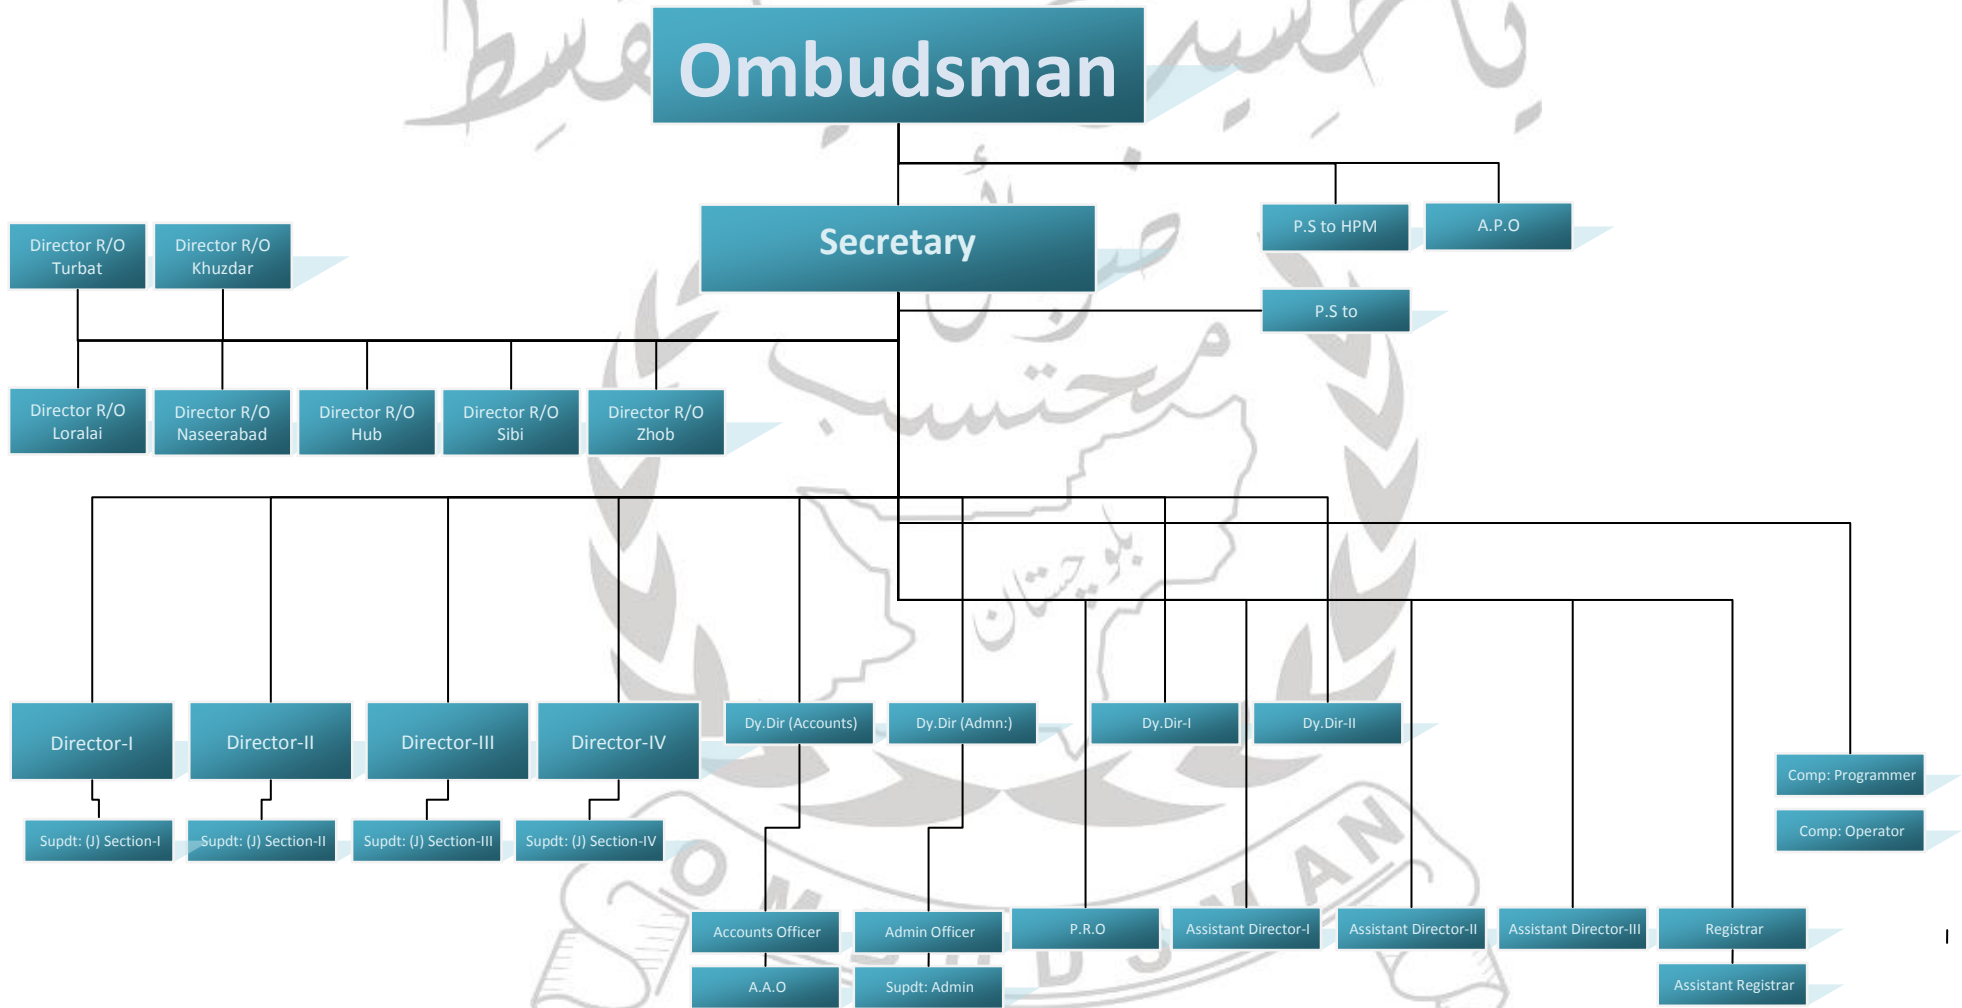 Ombudsman
Secretary
P.S to HPM
A.P.O
Director R/O
Turbat
Director R/O
Khuzdar
P.S to
Director R/O
Loralai
Director R/O
Naseerabad
Director R/O
Hub
Director R/O
Sibi
Director R/O
Zhob
محتسب
بلوچستان
Director-I
Director-II
Director-III
Director-IV
Dy.Dir (Accounts)
Dy.Dir (Admn:)
Dy.Dir-I
Dy.Dir-II
Comp: Programmer
Comp: Operator
Supdt: (J) Section-I
Supdt: (J) Section-II
Supdt: (J) Section-III
Supdt: (J) Section-IV
Accounts Officer
Admin Officer
P.R.O
Assistant Director-I
Assistant Director-II
Assistant Director-III
Registrar
A.A.O
Supdt: Admin
Assistant Registrar